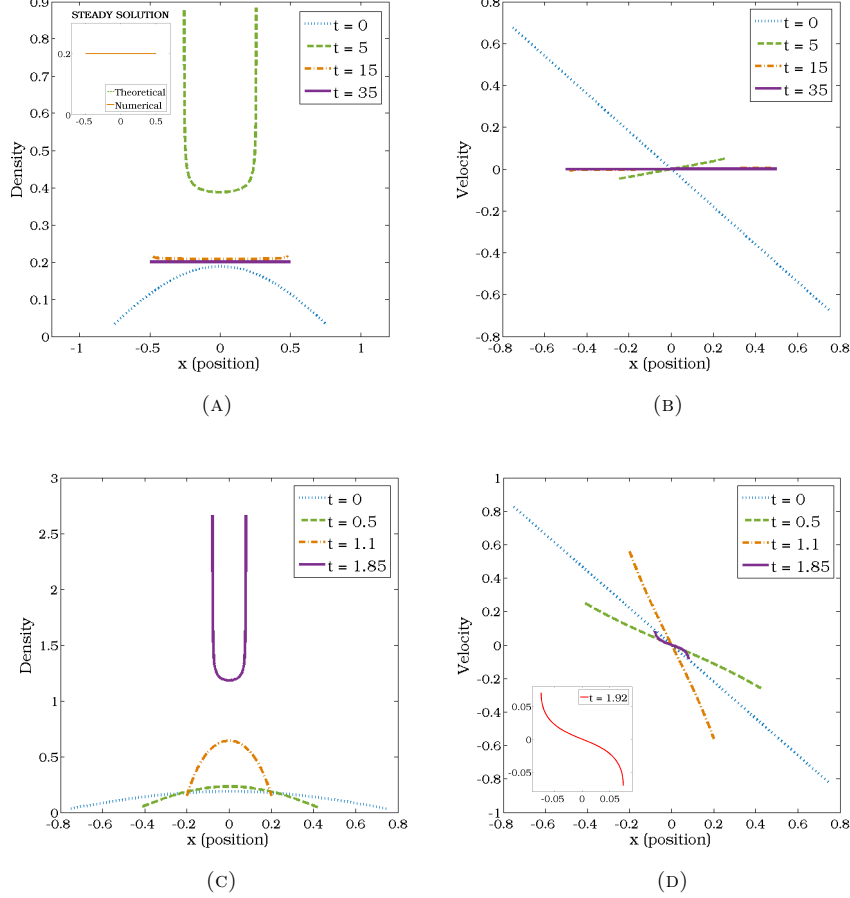 STEADY SOLUTION
0.2
0
-0.5
0
0.5
Theoretical
Numerical
t = 0
t = 5
t = 15
t = 35
Density
0.9
0.8
0.7
0.6
0.5
0.4
0.3
0.2
0.1
0
-1
-0.5
0
0.5
1
x (position)
(A)
t = 0
t = 5
t = 15
t = 35
Velocity
0.8
0.6
0.4
0.2
0
-0.2
-0.4
-0.6
-0.8
-0.8
-0.6
-0.4
-0.2
0
0.2
0.4
0.6
0.8
x (position)
(B)
t = 0
t = 0.5
t = 1.1
t = 1.85
Density
3
2.5
2
1.5
1
0.5
0
-0.8
-0.6
-0.4
-0.2
0
0.2
0.4
0.6
0.8
x (position)
(C)
t = 0
t = 0.5
t = 1.1
t = 1.85
Velocity
1
0.8
0.6
0.4
0.2
0
-0.2
-0.4
-0.6
-0.8
-1
-0.8
-0.6
-0.4
-0.2
0
0.2
0.4
0.6
0.8
x (position)
t = 1.92
0.05
0
-0.05
-0.05
0
0.05
(D)